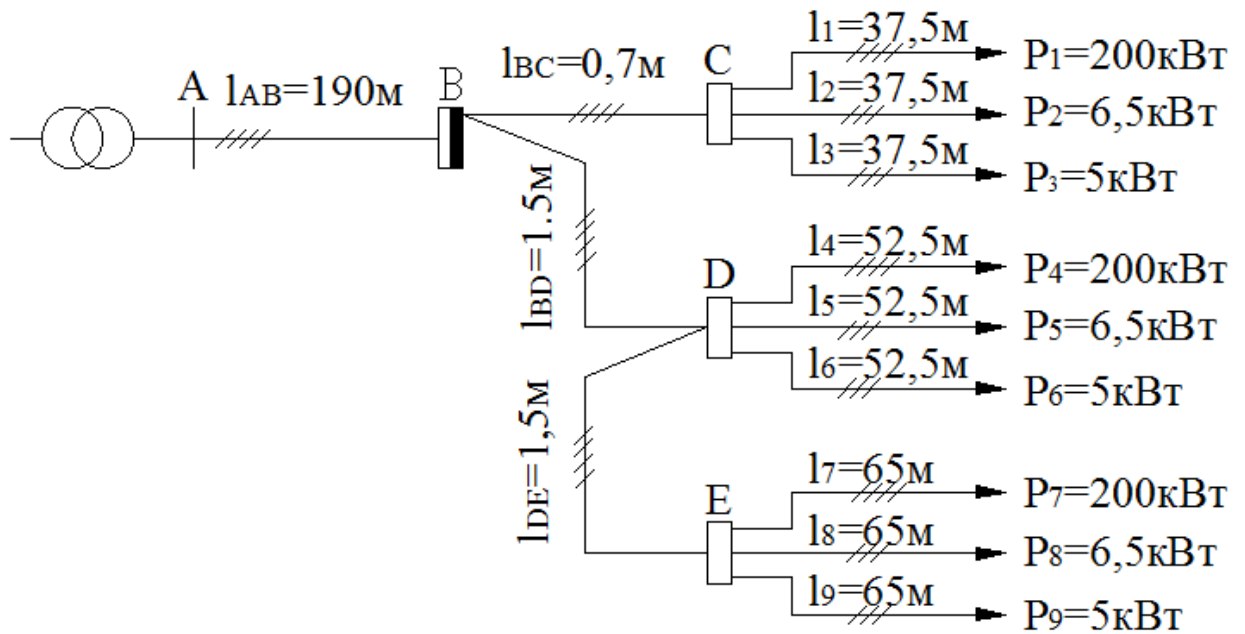 A
lAB=190м
B
lBC=0,7м
C
l1=37,5м
P1=200кВт
l2=37,5м
P2=6,5кВт
l3=37,5м
P3=5кВт
lBD=1.5м
D
l4=52,5м
P4=200кВт
l5=52,5м
P5=6,5кВт
l6=52,5м
P6=5кВт
lDE=1,5м
E
l7=65м
P7=200кВт
l8=65м
P8=6,5кВт
l9=65м
P9=5кВт